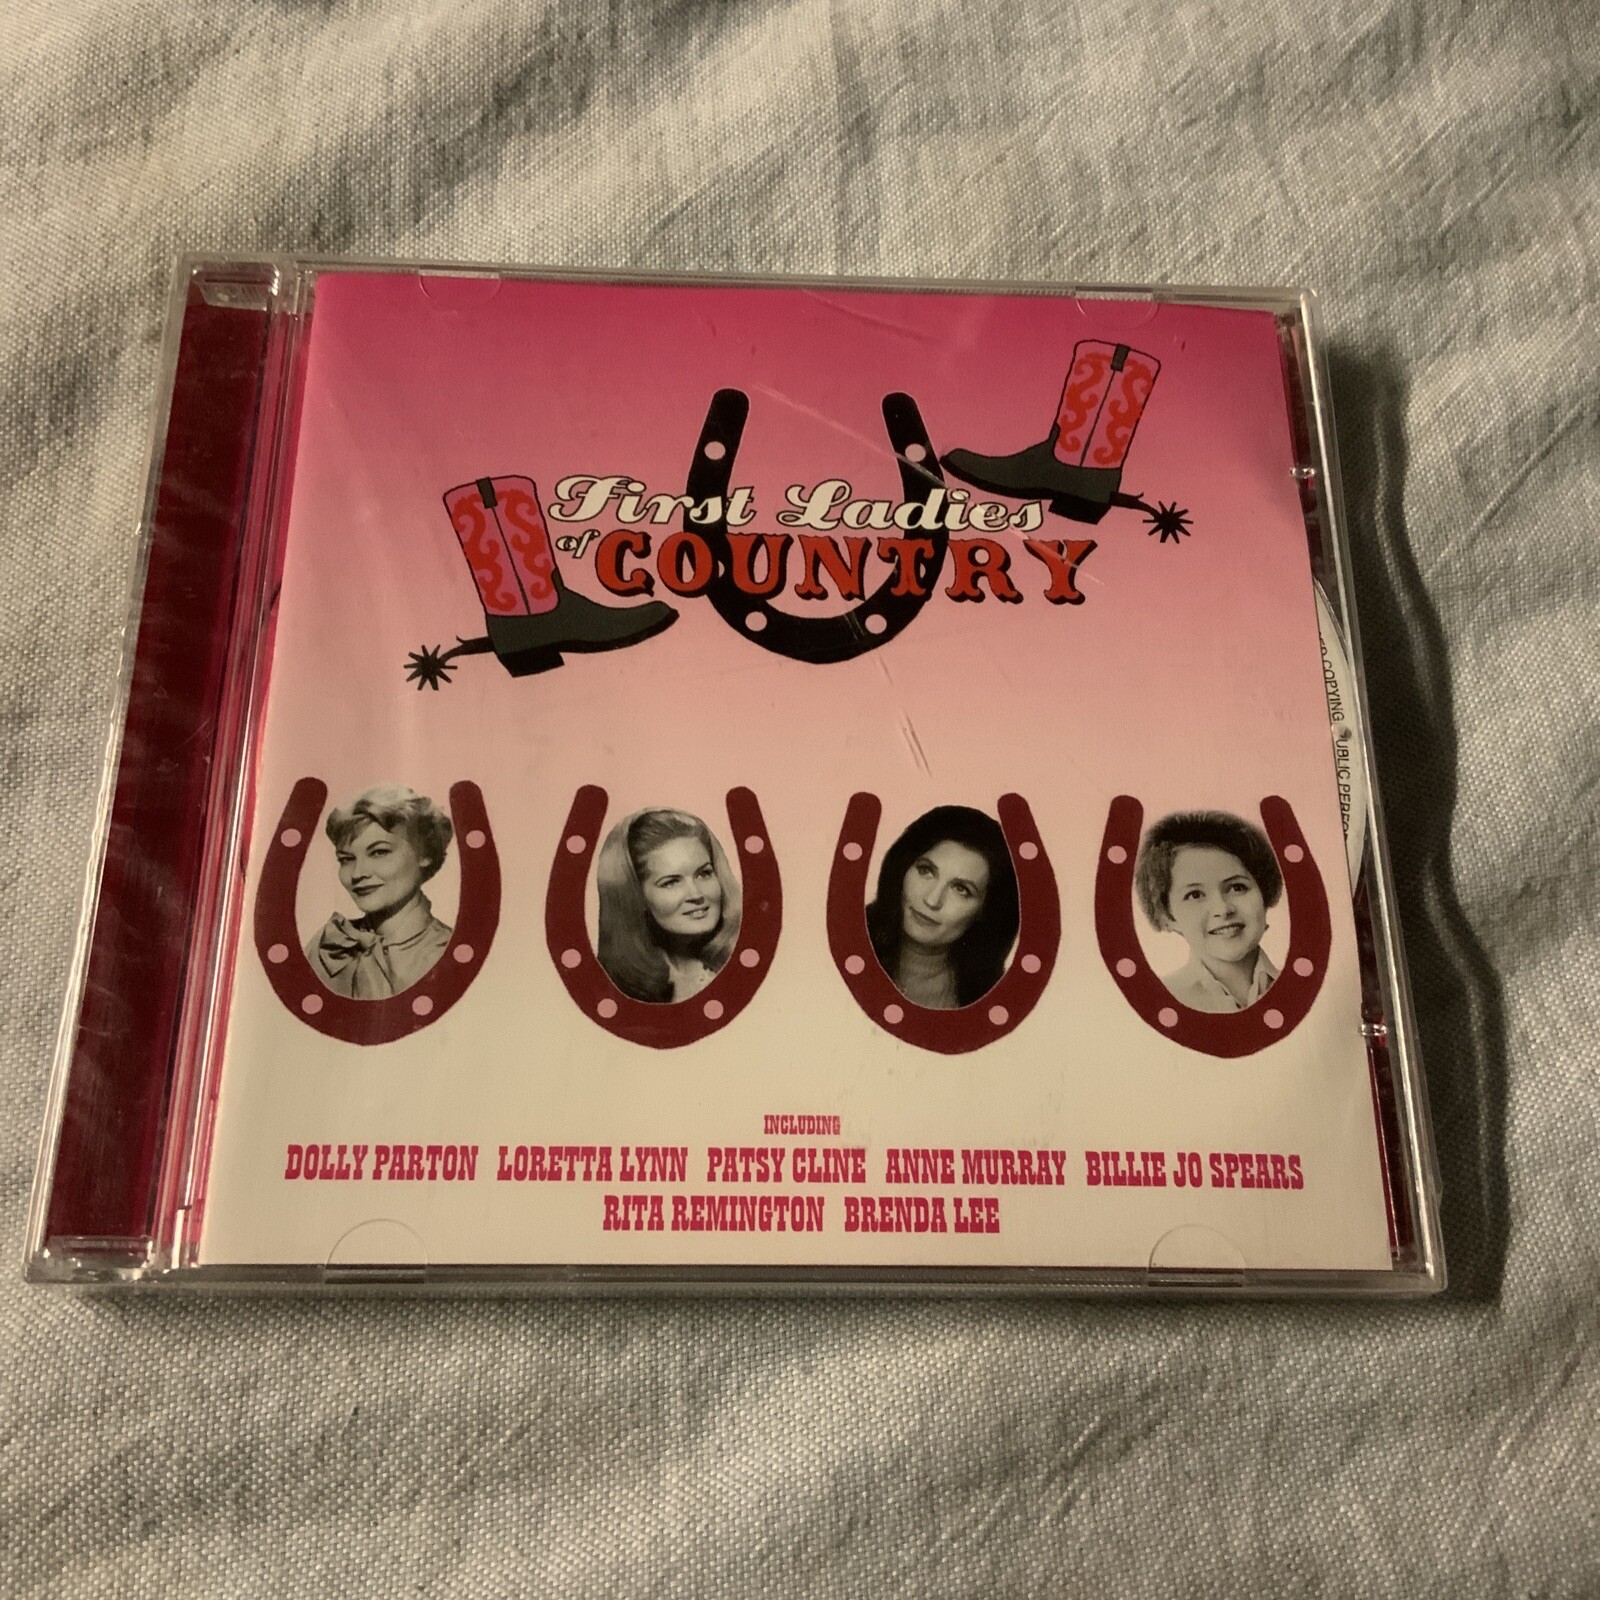 First Ladies
of COUNTRY
INCLUDING
DOLLY PARTON LORETTA LYNN PATSY CLINE ANNE MURRAY BILLIE JO SPEARS
RITA REMINGTON BRENDA LEE
COPYING